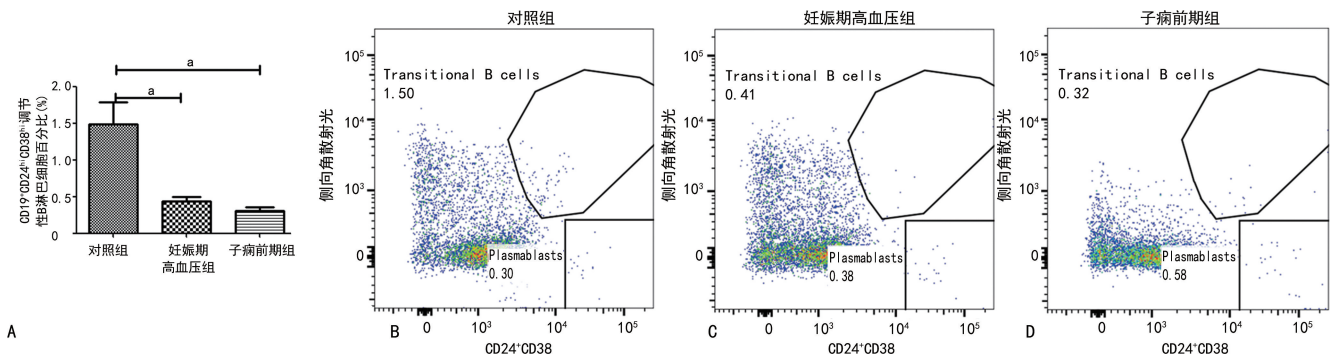 CD19⁺CD24ʰⁱCD38ʰⁱ调节
性B淋巴细胞百分比(%)
2.0
1.5
1.0
0.5
0
a
a
对照组
妊娠期
高血压组
子痫前期组
A
对照组
侧向角散射光
10⁵
10⁴
10³
0
Transitional B cells
1.50
Plasmablasts
0.30
0
10³
10⁴
10⁵
B
CD24⁺CD38
妊娠期高血压组
侧向角散射光
10⁵
10⁴
10³
0
Transitional B cells
0.41
Plasmablasts
0.38
0
10³
10⁴
10⁵
C
CD24⁺CD38
子痫前期组
侧向角散射光
10⁵
10⁴
10³
0
Transitional B cells
0.32
Plasmablasts
0.58
0
10³
10⁴
10⁵
D
CD24⁺CD38